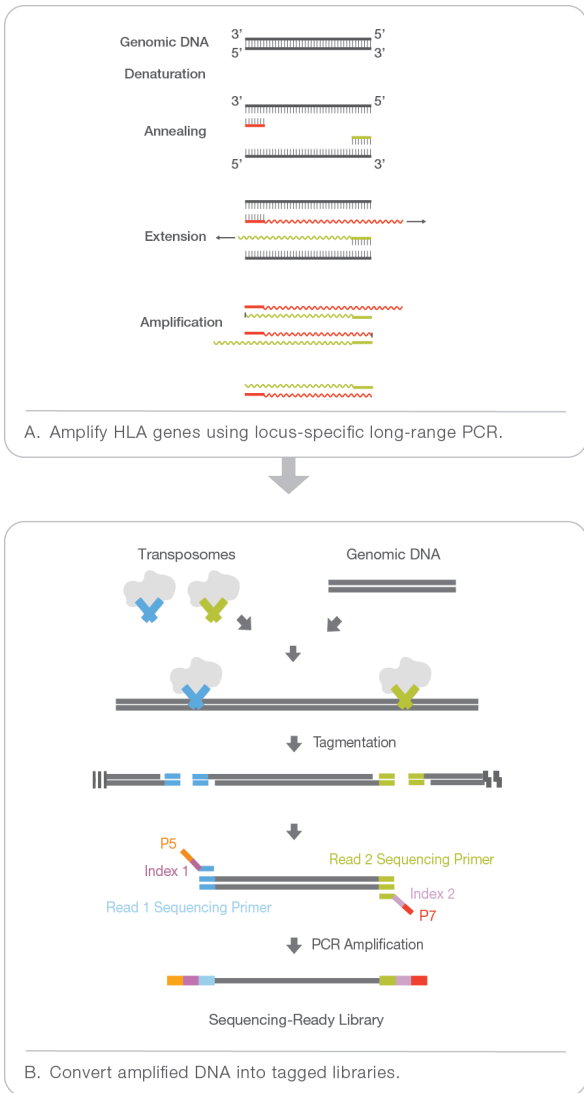 3’ 5’
Genomic DNA
5’ 3’
Denaturation
3’ 5’
Annealing
5’ 3’
Extension
Amplification
A. Amplify HLA genes using locus-specific long-range PCR.
Transposomes Genomic DNA
Tagmentation
P5
Read 2 Sequencing Primer
Index 1
Index 2
Read 1 Sequencing Primer
P7
PCR Amplification
Sequencing-Ready Library
B. Convert amplified DNA into tagged libraries.